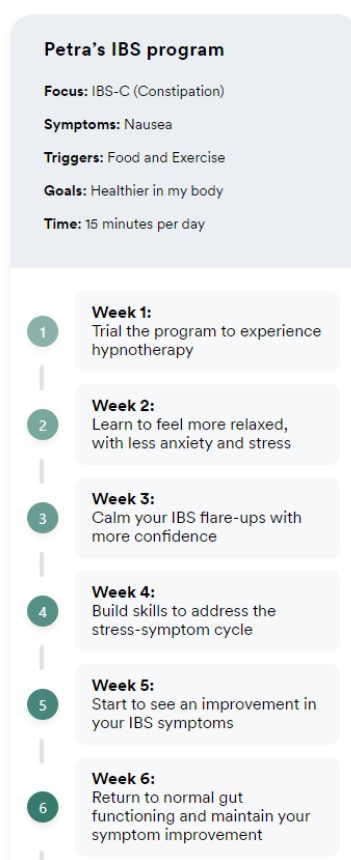 Petra’s IBS program
Focus: IBS-C (Constipation)
Symptoms: Nausea
Triggers: Food and Exercise
Goals: Healthier in my body
Time: 15 minutes per day
1
Week 1:
Trial the program to experience
hypnotherapy
2
Week 2:
Learn to feel more relaxed,
with less anxiety and stress
3
Week 3:
Calm your IBS flare-ups with
more confidence
4
Week 4:
Build skills to address the
stress-symptom cycle
5
Week 5:
Start to see an improvement in
your IBS symptoms
6
Week 6:
Return to normal gut
functioning and maintain your
symptom improvement